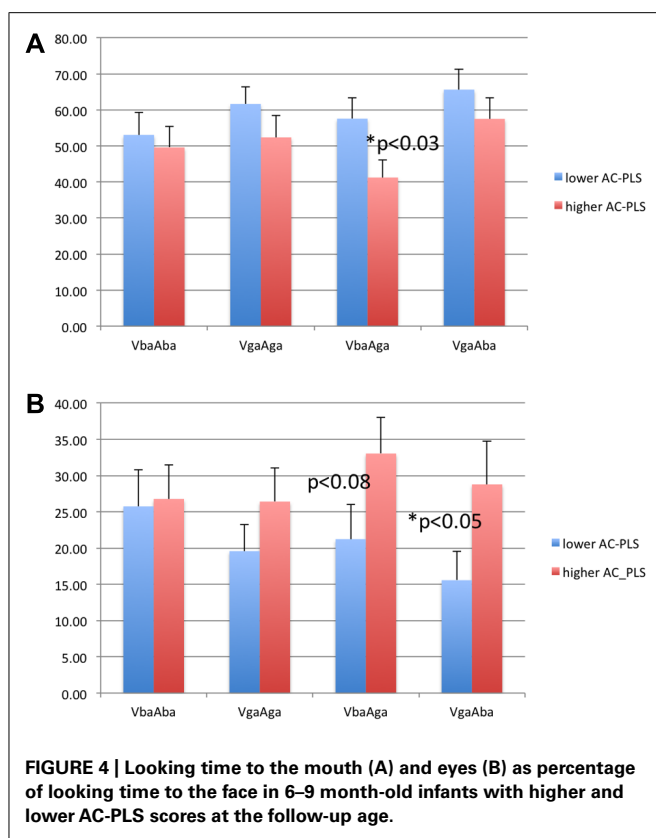 A
80.00
70.00
60.00
50.00
40.00
30.00
20.00
10.00
0.00
*p<0.03
VbaAba VgaAga VbaAga VgaAba
lower AC-PLS
higher AC-PLS
B
40.00
35.00
30.00
25.00
20.00
15.00
10.00
5.00
0.00
p<0.08
*p<0.05
VbaAba VgaAga VbaAga VgaAba
lower AC-PLS
higher AC_PLS
FIGURE 4 | Looking time to the mouth (A) and eyes (B) as percentage
of looking time to the face in 6–9 month-old infants with higher and
lower AC-PLS scores at the follow-up age.